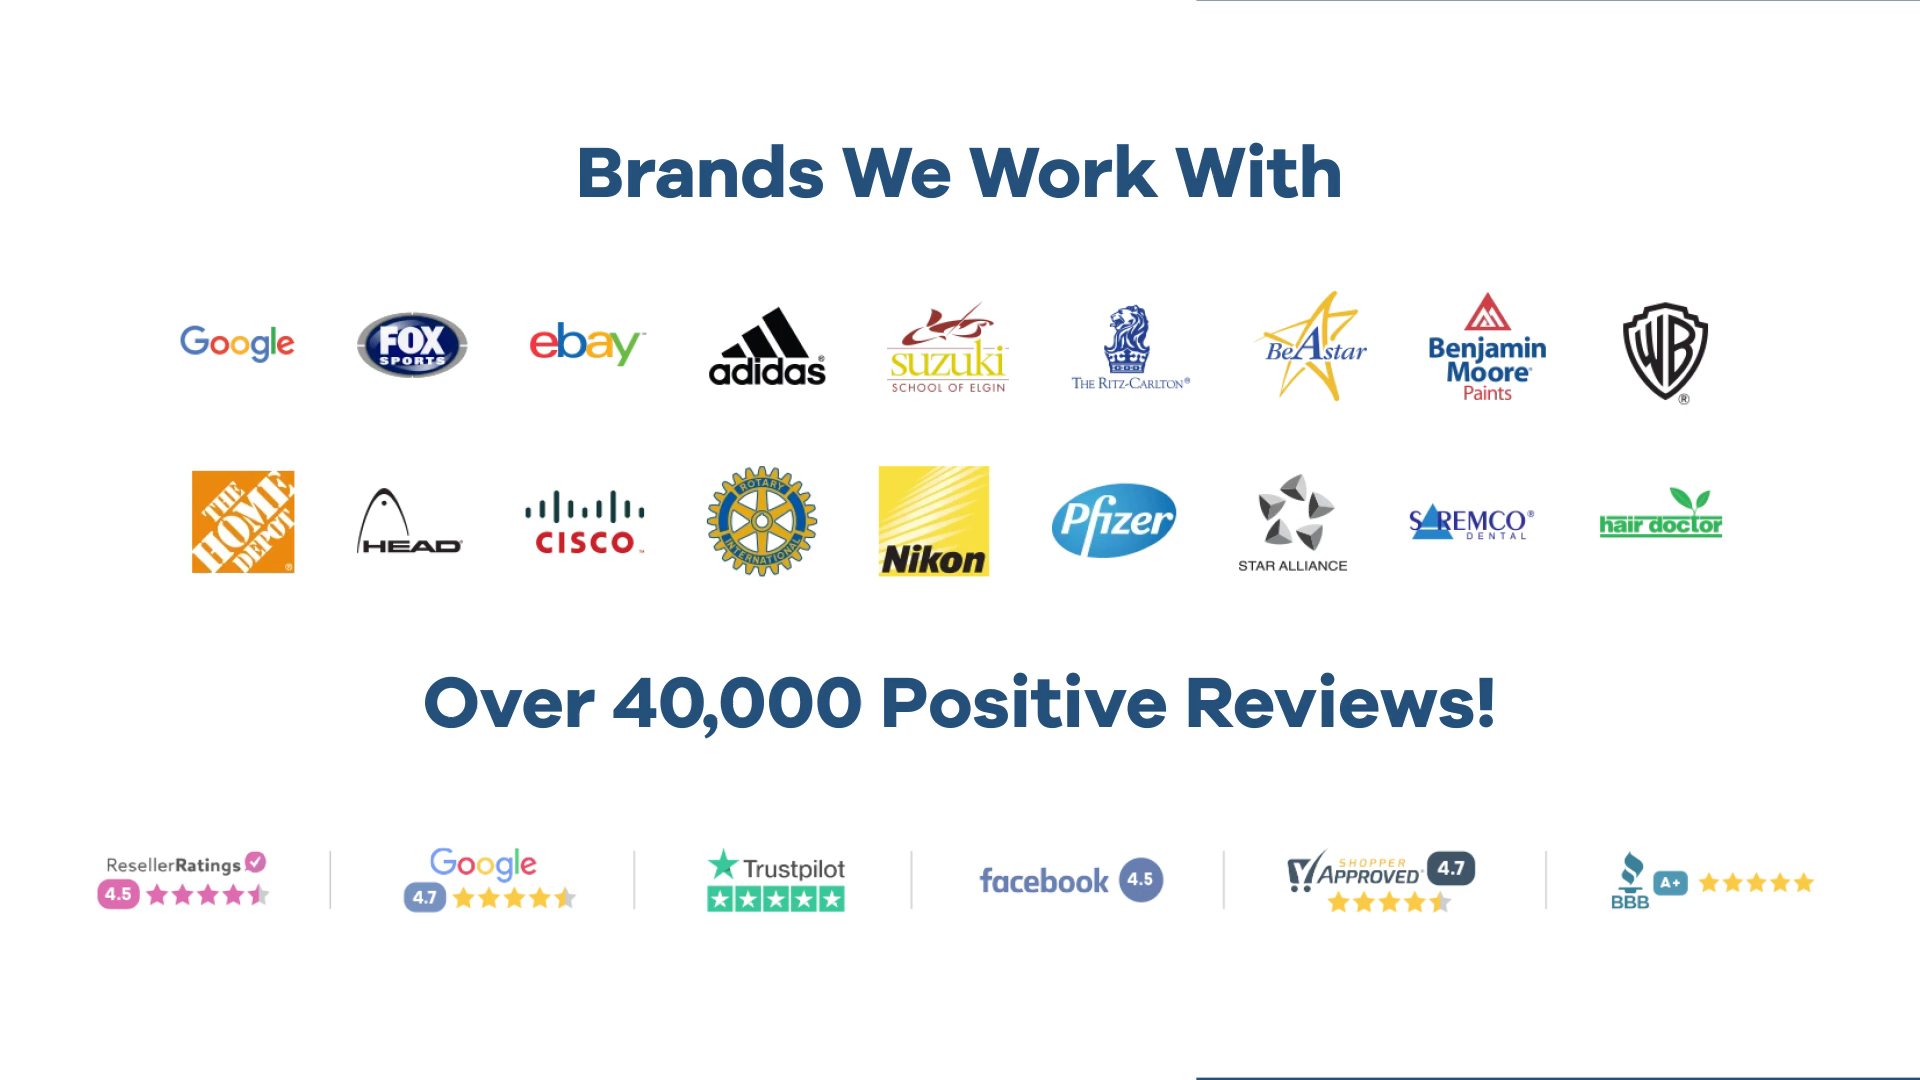 Brands We Work With
Google
FOX
SPORTS
ebay™
adidas®
suzuki
SCHOOL OF ELGIN
THE RITZ-CARLTON®
BeAstar
Benjamin
Moore®
Paints
WB®
THE
HOME
DEPOT®
HEAD
CISCO™
ROTARY
INTERNATIONAL
Nikon
Pfizer
STAR ALLIANCE
SAREMCO®
DENTAL
hair doctor
Over 40,000 Positive Reviews!
ResellerRatings
4.5
Google
4.7
Trustpilot
facebook 4.5
SHOPPER
APPROVED® 4.7
BBB A+